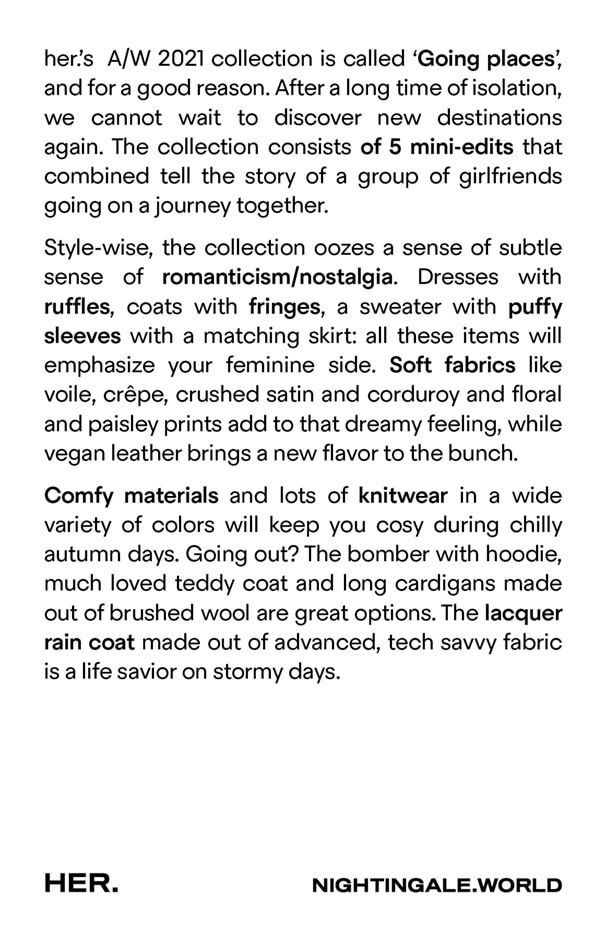 her.’s  A/W 2021 collection is called ‘Going places’,
and for a good reason. After a long time of isolation,
we cannot wait to discover new destinations
again. The collection consists of 5 mini-edits that
combined tell the story of a group of girlfriends
going on a journey together.
Style-wise, the collection oozes a sense of subtle
sense of romanticism/nostalgia. Dresses with
ruffles, coats with fringes, a sweater with puffy
sleeves with a matching skirt: all these items will
emphasize your feminine side. Soft fabrics like
voile, crêpe, crushed satin and corduroy and floral
and paisley prints add to that dreamy feeling, while
vegan leather brings a new flavor to the bunch.
Comfy materials and lots of knitwear in a wide
variety of colors will keep you cosy during chilly
autumn days. Going out? The bomber with hoodie,
much loved teddy coat and long cardigans made
out of brushed wool are great options. The lacquer
rain coat made out of advanced, tech savvy fabric
is a life savior on stormy days.
HER.
NIGHTINGALE.WORLD